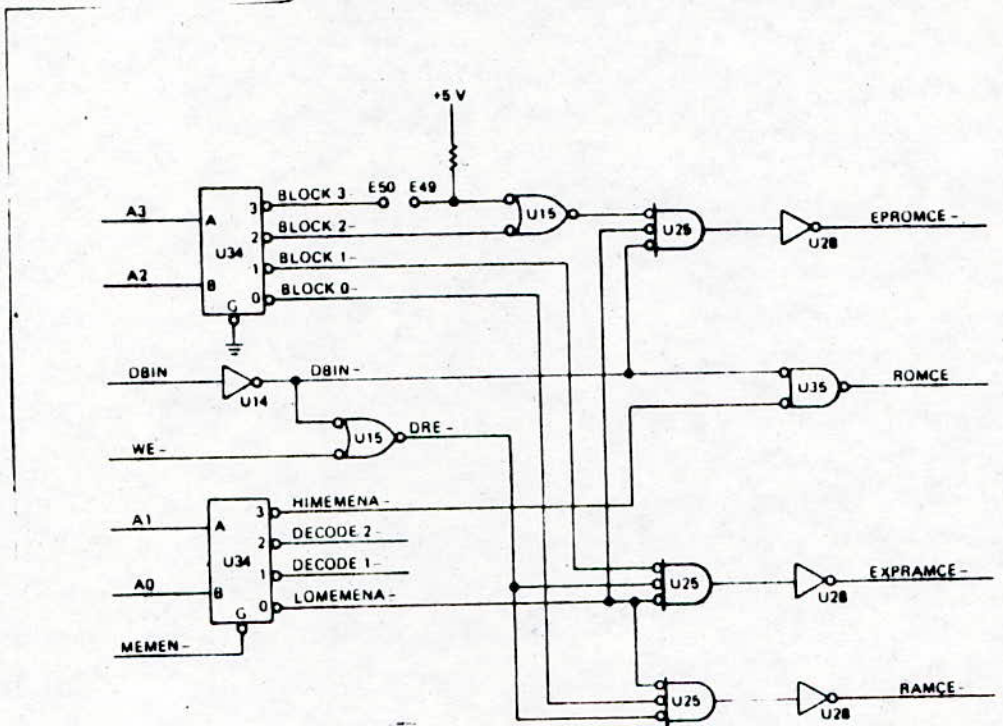 +5 V
BLOCK 3-
E50
E49
3
A3
A
U15
U26
EPROMCE-
BLOCK 2-
2
U34
U28
BLOCK 1-
1
A2
B
BLOCK 0-
0
G
DBIN
DBIN-
U14
U35
ROMCE
U15
DRE-
WE-
HIMEMENA-
3
A1
A
DECODE 2-
2
U34
DECODE 1-
1
U25
EXPRAMCE-
A0
B
LOMEMENA-
0
U28
G
MEMEN-
U25
RAMCE-
U28